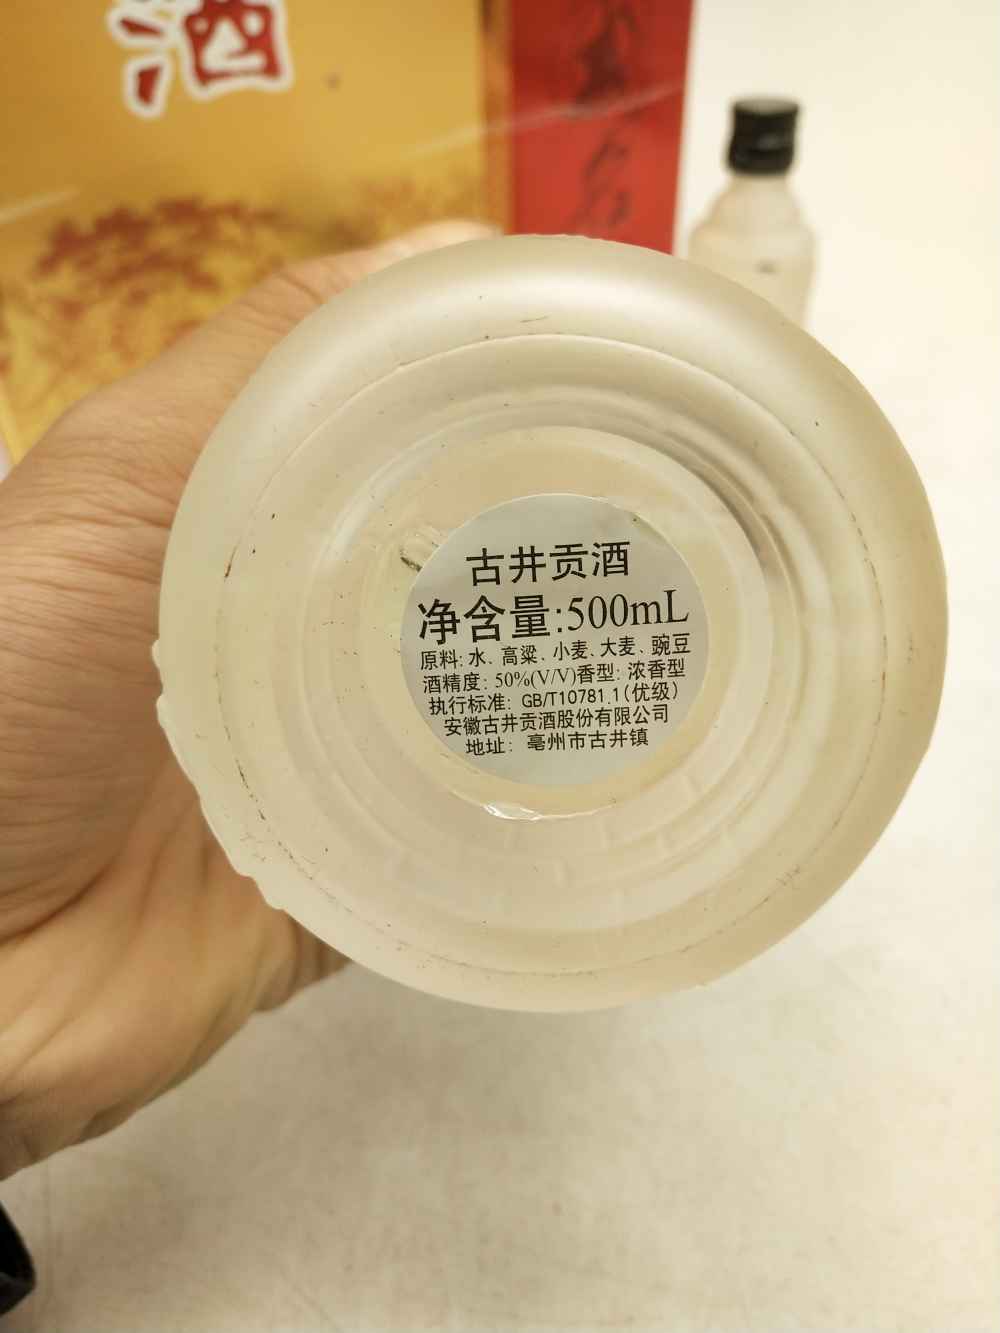 酒
古井贡酒
净含量:500mL
原料: 水、高粱、小麦、大麦、豌豆
酒精度: 50%(V/V)香型: 浓香型
执行标准: GB/T10781.1(优级)
安徽古井贡酒股份有限公司
地址: 亳州市古井镇